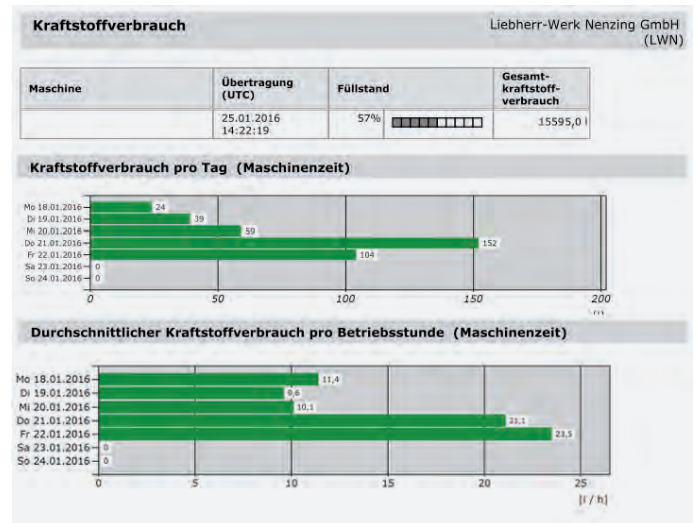 Kraftstoffverbrauch
Liebherr-Werk Nenzing GmbH
(LWN)
Maschine
Übertragung
(UTC)
Füllstand
Gesamt-
kraftstoff-
verbrauch
25.01.2016
14:22:19
57%
15595,0 l
Kraftstoffverbrauch pro Tag (Maschinenzeit)
Mo 18.01.2016 24
Di 19.01.2016 39
Mi 20.01.2016 59
Do 21.01.2016 152
Fr 22.01.2016 104
Sa 23.01.2016 0
So 24.01.2016 0
0 50 100 150 200
Durchschnittlicher Kraftstoffverbrauch pro Betriebsstunde (Maschinenzeit)
Mo 18.01.2016 11,4
Di 19.01.2016 9,6
Mi 20.01.2016 10,1
Do 21.01.2016 21,1
Fr 22.01.2016 23,5
Sa 23.01.2016 0
So 24.01.2016 0
0 5 10 15 20 25
[l / h]